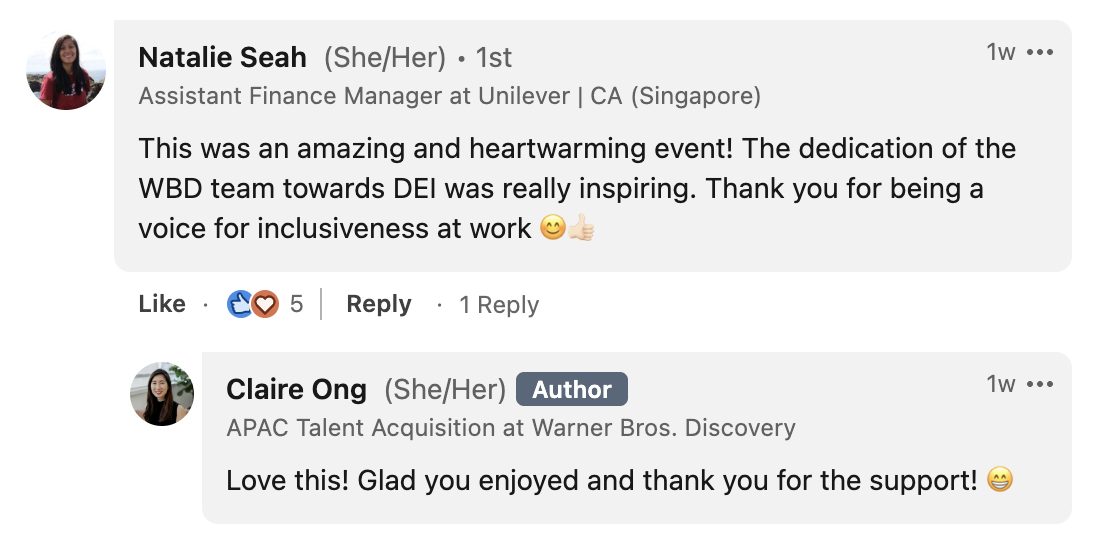 Natalie Seah (She/Her) • 1st
1w •••
Assistant Finance Manager at Unilever | CA (Singapore)
This was an amazing and heartwarming event! The dedication of the
WBD team towards DEI was really inspiring. Thank you for being a
voice for inclusiveness at work 😊👍🏻
Like · 5 | Reply · 1 Reply
Claire Ong (She/Her) Author
1w •••
APAC Talent Acquisition at Warner Bros. Discovery
Love this! Glad you enjoyed and thank you for the support! 😁